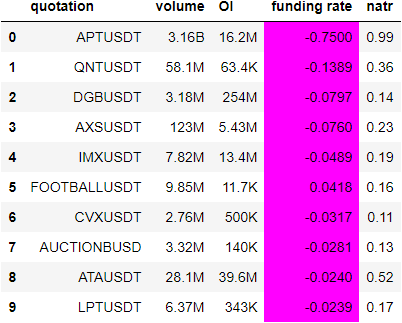 quotation volume OI funding rate natr
0 APTUSDT 3.16B 16.2M -0.7500 0.99
1 QNTUSDT 58.1M 63.4K -0.1389 0.36
2 DGBUSDT 3.18M 254M -0.0797 0.14
3 AXSUSDT 123M 5.43M -0.0760 0.23
4 IMXUSDT 7.82M 13.4M -0.0489 0.19
5 FOOTBALLUSDT 9.85M 11.7K 0.0418 0.16
6 CVXUSDT 2.76M 500K -0.0317 0.11
7 AUCTIONBUSD 3.32M 140K -0.0281 0.13
8 ATAUSDT 28.1M 39.6M -0.0240 0.52
9 LPTUSDT 6.37M 343K -0.0239 0.17